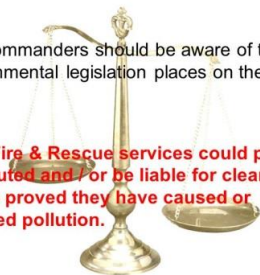 ommanders should be aware of
nmental legislation places on the
ire & Rescue services could
uted and / or be liable for clea
proved they have caused or
ed pollution.